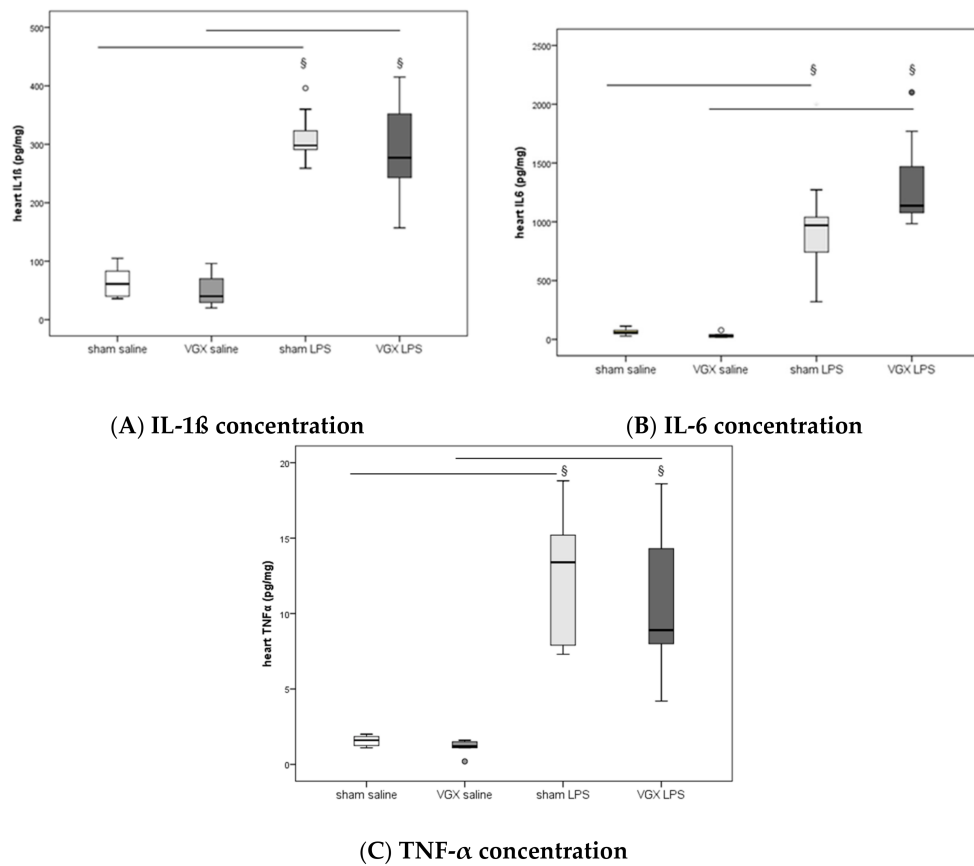 500
400
300
200
100
0
heart IL1ß (pg/mg)
§ §
sham saline VGX saline sham LPS VGX LPS
(A) IL-1ß concentration
2500
2000
1500
1000
500
0
heart IL6 (pg/mg)
§ §
sham saline VGX saline sham LPS VGX LPS
(B) IL-6 concentration
20
15
10
5
0
heart TNFα (pg/mg)
§ §
sham saline VGX saline sham LPS VGX LPS
(C) TNF-α concentration